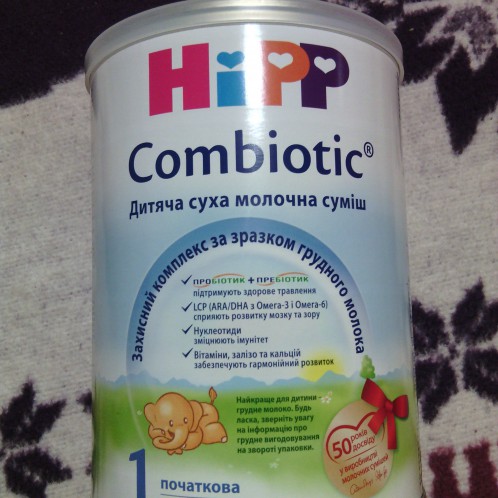 HiPP
Combiotic®
Дитяча суха молочна суміш
Захисний комплекс за зразком грудного молока
✓ ПРОБІОТИК + ПРЕБІОТИК
підтримують здорове травлення
✓ LCP (ARA/DHA з Омега-3 і Омега-6)
сприяють розвитку мозку та зору
✓ Нуклеотиди
зміцнюють імунітет
✓ Вітаміни, залізо та кальцій
забезпечують гармонійний розвиток
Найкраще для дитини -
грудне молоко. Будь
ласка, зверніть увагу
на інформацію про
грудне вигодовування
на звороті упаковки.
50 років
досвіду
у виробництві
молочних сумішей
1 початкова